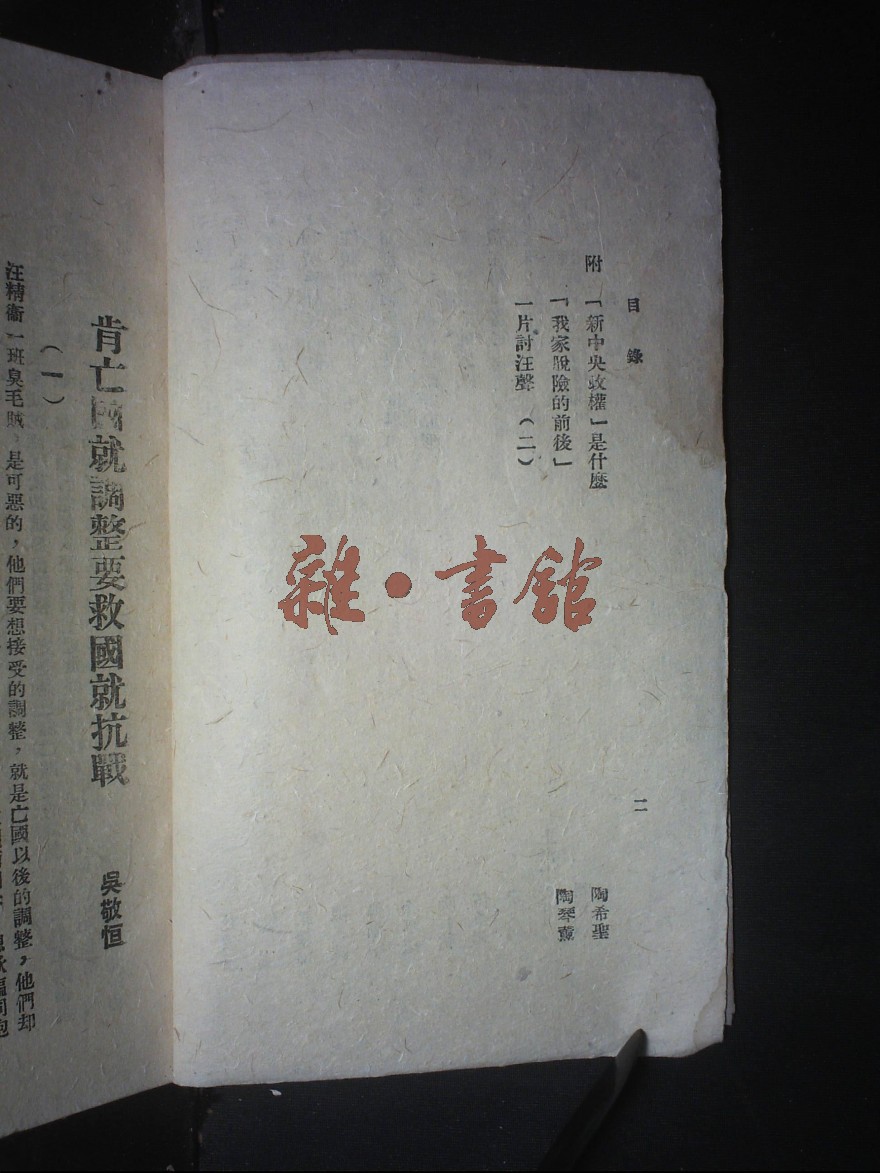 目錄 二
附 「新中央政權」是什麼 陶希聖
「我家脫險的前後」 陶琴薰
一片討汪聲（二）
雜·書館
肯亡國就調整要救國就抗戰 吳敬恒
（一）
汪精衞一班臭毛賊，是可惡的，他們要想接受的調整，就是亡國以後的調整，他們却